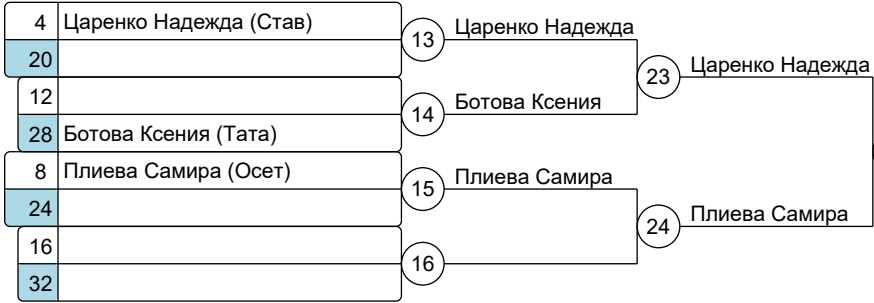 4 Царенко Надежда (Став)
20
13 Царенко Надежда
12
28 Ботова Ксения (Тата)
14 Ботова Ксения
23 Царенко Надежда
8 Плиева Самира (Осет)
24
15 Плиева Самира
16
32
16
24 Плиева Самира